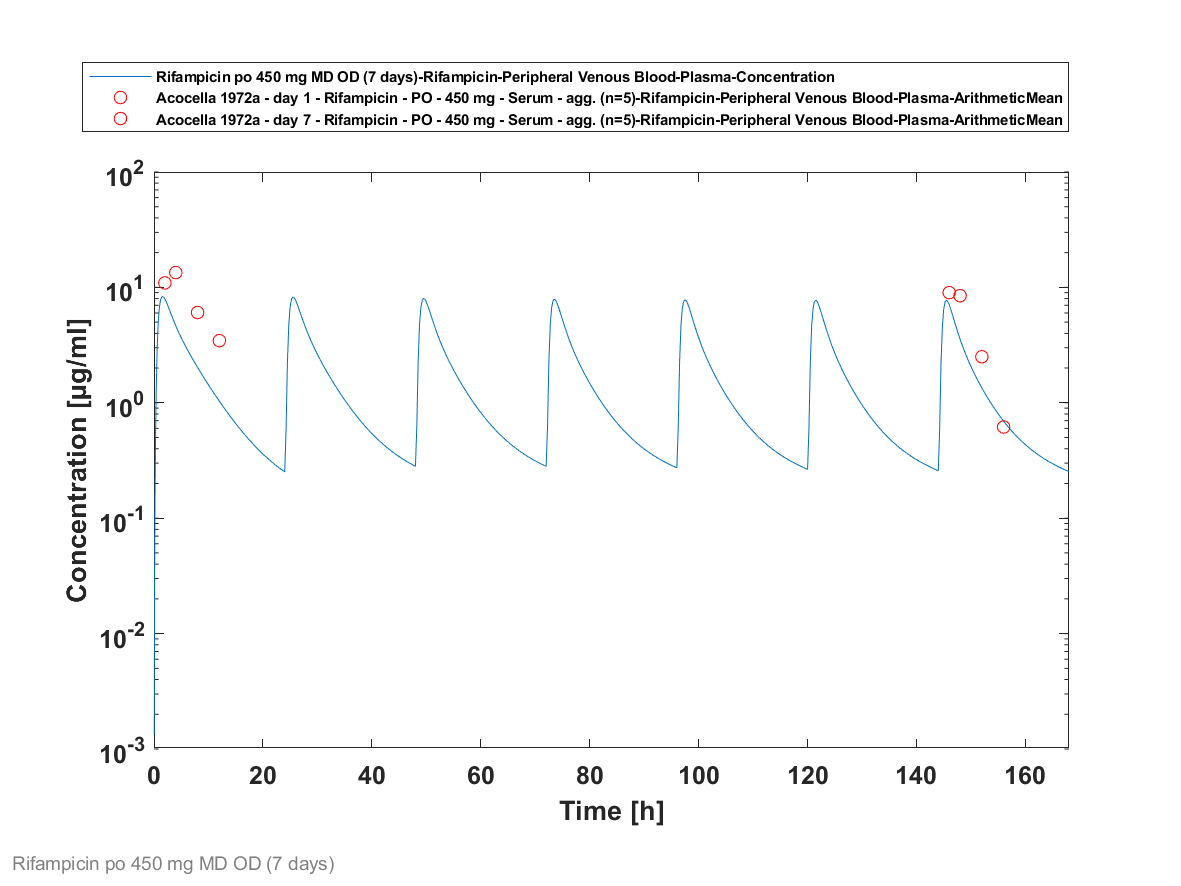 Rifampicin po 450 mg MD OD (7 days)-Rifampicin-Peripheral Venous Blood-Plasma-Concentration
Acocella 1972a - day 1 - Rifampicin - PO - 450 mg - Serum - agg. (n=5)-Rifampicin-Peripheral Venous Blood-Plasma-ArithmeticMean
Acocella 1972a - day 7 - Rifampicin - PO - 450 mg - Serum - agg. (n=5)-Rifampicin-Peripheral Venous Blood-Plasma-ArithmeticMean
10²
10¹
10⁰
10⁻¹
10⁻²
10⁻³
Concentration [µg/ml]
0 20 40 60 80 100 120 140 160
Time [h]
Rifampicin po 450 mg MD OD (7 days)